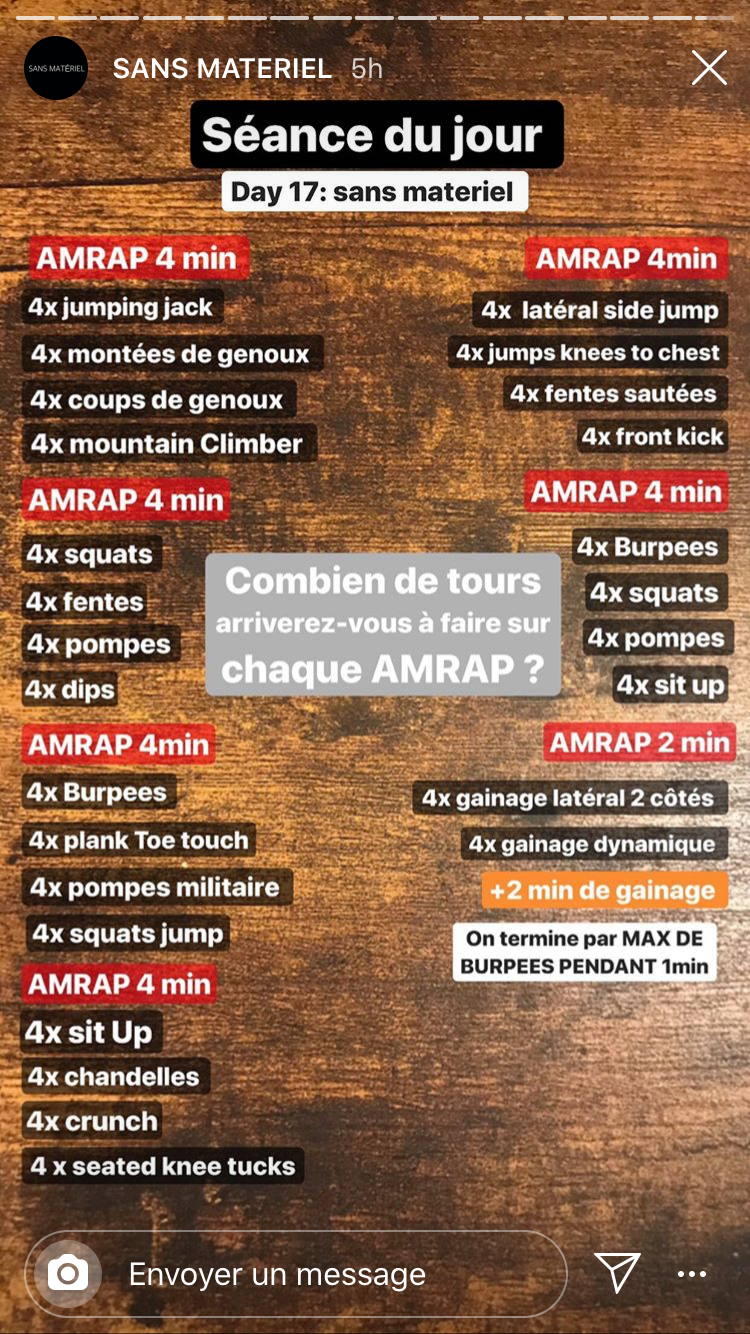 SANS MATÉRIEL
SANS MATERIEL 5h
Séance du jour
Day 17: sans materiel
AMRAP 4 min
4x jumping jack
4x montées de genoux
4x coups de genoux
4x mountain Climber
AMRAP 4 min
4x squats
4x fentes
4x pompes
4x dips
AMRAP 4min
4x Burpees
4x plank Toe touch
4x pompes militaire
4x squats jump
AMRAP 4 min
4x sit Up
4x chandelles
4x crunch
4 x seated knee tucks
Combien de tours
arriverez-vous à faire sur
chaque AMRAP ?
AMRAP 4min
4x latéral side jump
4x jumps knees to chest
4x fentes sautées
4x front kick
AMRAP 4 min
4x Burpees
4x squats
4x pompes
4x sit up
AMRAP 2 min
4x gainage latéral 2 côtés
4x gainage dynamique
+2 min de gainage
On termine par MAX DE
BURPEES PENDANT 1min
Envoyer un message